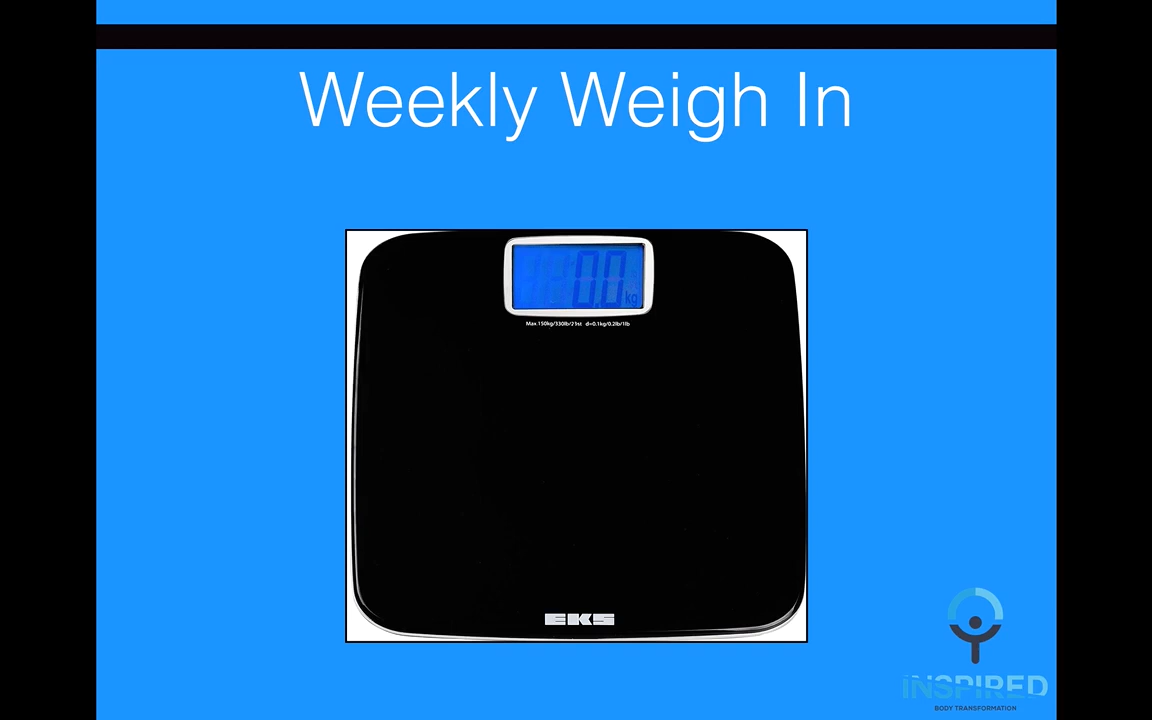 Weekly Weigh In
0.0 kg
Max 150kg/330lb/21st d=0.1kg/0.2lb/1lb
EKS
INSPIRED
BODY TRANSFORMATION